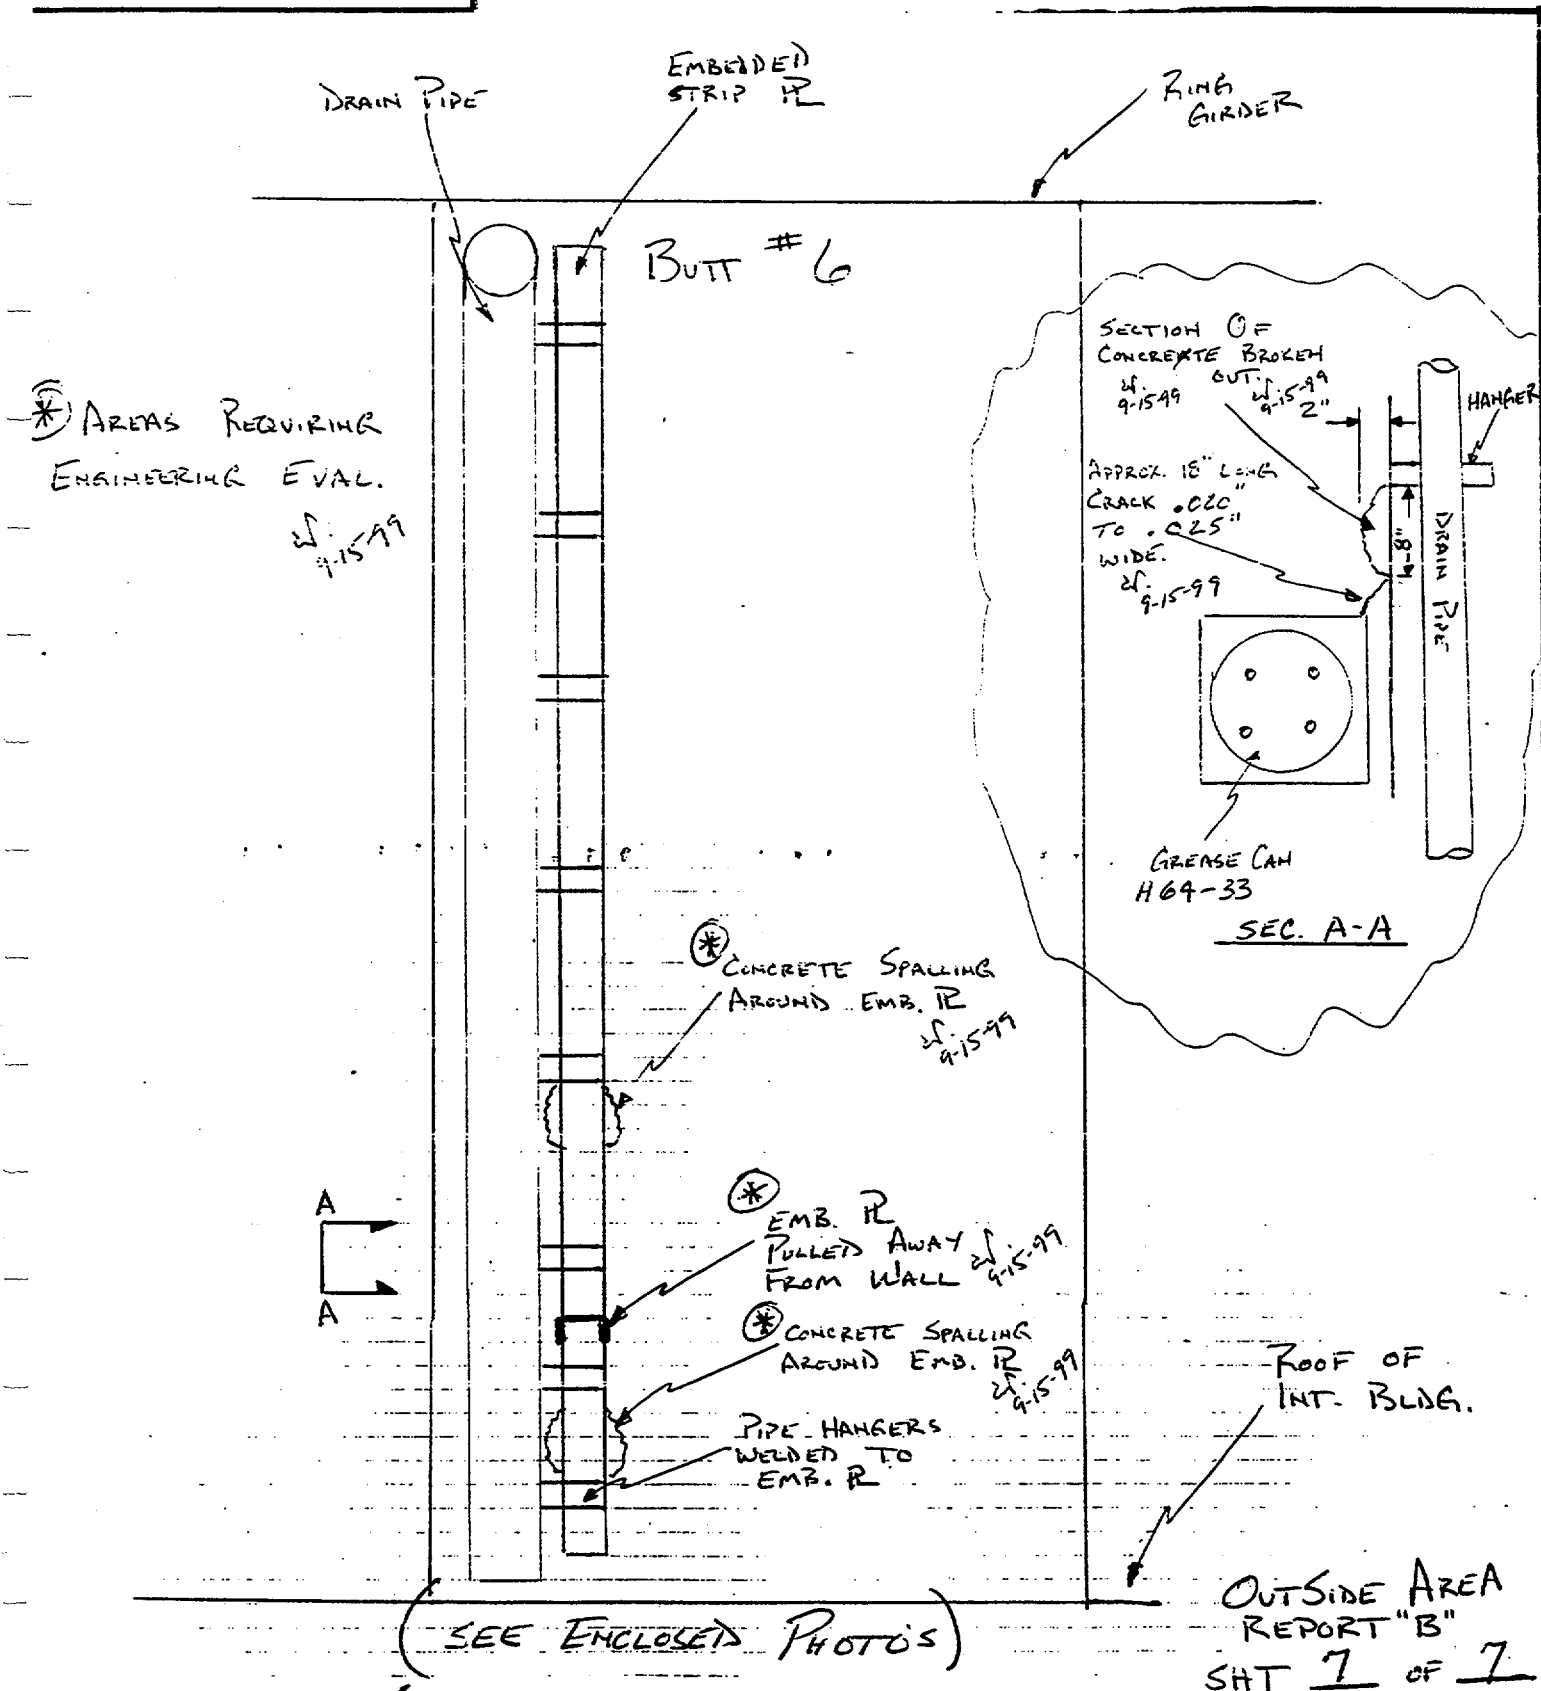 DRAIN PIPE
EMBEDDED
STRIP PL
RING
GIRDER
BUTT #6
* AREAS REQUIRING
ENGINEERING EVAL.
9-15-99
SECTION OF
CONCRETE BROKEN
OUT.
9-15-99
9-15-99
2"
HANGER
APPROX. 18" LONG
CRACK .020"
TO .025"
WIDE.
9-15-99
8"
DRAIN PIPE
GREASE CAN
H64-33
SEC. A-A
* CONCRETE SPALLING
AROUND EMB. PL
9-15-99
A
A
* EMB. PL
PULLED AWAY
FROM WALL
9-15-99
* CONCRETE SPALLING
AROUND EMB. PL
9-15-99
PIPE HANGERS
WELDED TO
EMB. PL
ROOF OF
INT. BLDG.
(SEE ENCLOSED PHOTO'S)
OUTSIDE AREA
REPORT "B"
SHT 7 OF 7